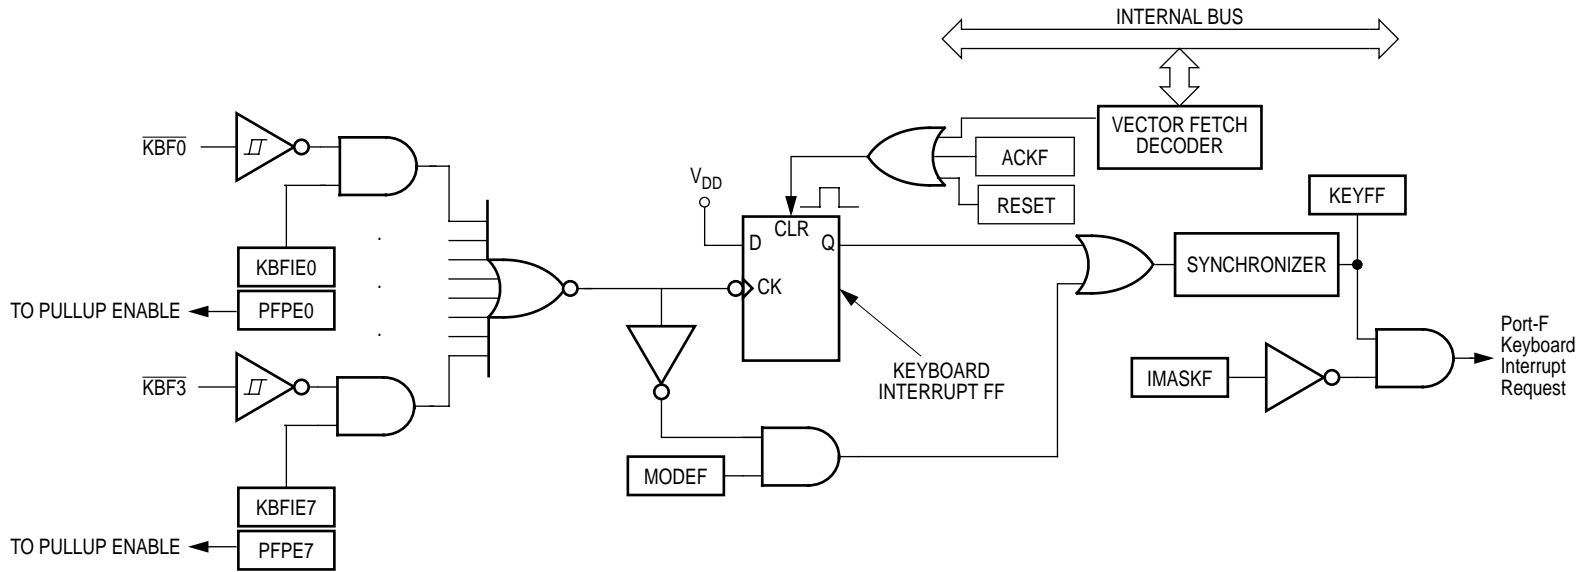 INTERNAL BUS
VECTOR FETCH
DECODER
ACKF
RESET
KBF0
VDD
KEYFF
CLR
D
Q
KBFIE0
CK
SYNCHRONIZER
TO PULLUP ENABLE
PFPE0
KBF3
KEYBOARD
INTERRUPT FF
IMASKF
Port-F
Keyboard
Interrupt
Request
MODEF
KBFIE7
TO PULLUP ENABLE
PFPE7